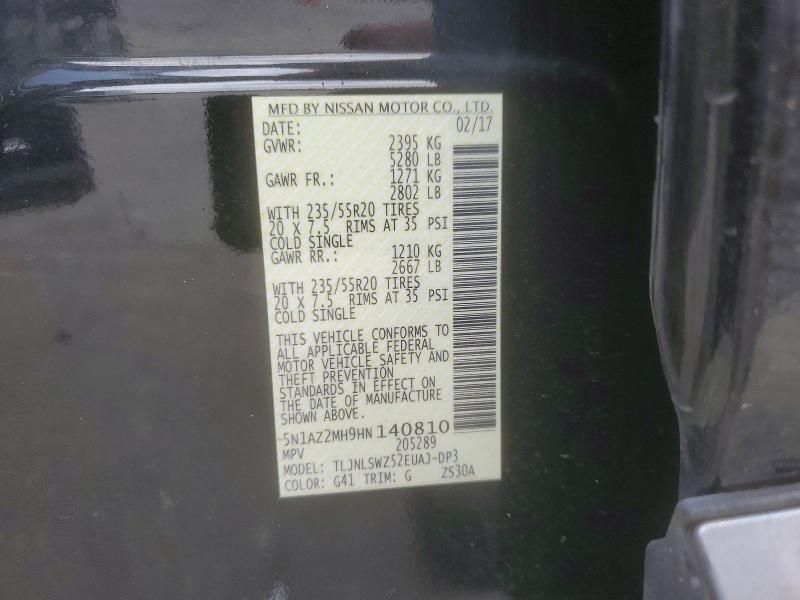 MFD BY NISSAN MOTOR CO., LTD.
DATE: 02/17
GVWR: 2395 KG
5280 LB
GAWR FR.: 1271 KG
2802 LB
WITH 235/55R20 TIRES
20 X 7.5 RIMS AT 35 PSI
COLD SINGLE
GAWR RR.: 1210 KG
2667 LB
WITH 235/55R20 TIRES
20 X 7.5 RIMS AT 35 PSI
COLD SINGLE
THIS VEHICLE CONFORMS TO
ALL APPLICABLE FEDERAL
MOTOR VEHICLE SAFETY AND
THEFT PREVENTION
STANDARDS IN EFFECT ON
THE DATE OF MANUFACTURE
SHOWN ABOVE.
5N1AZ2MH9HN140810
MPV 205289
MODEL: TLJNLSWZ52EUAJ-DP3
COLOR: G41 TRIM: G ZS30A